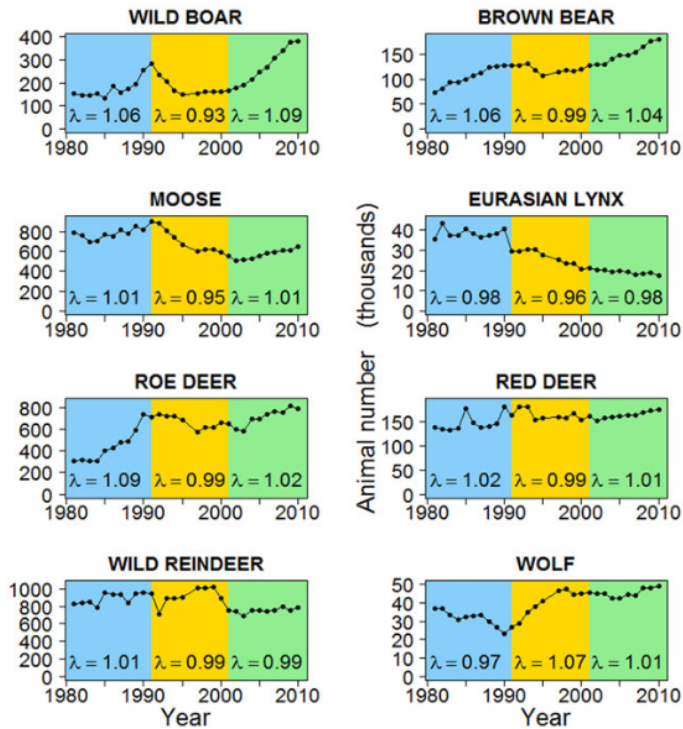 WILD BOAR
400
300
200
100
0
λ = 1.06 λ = 0.93 λ = 1.09
1980 1990 2000 2010
BROWN BEAR
150
100
50
0
λ = 1.06 λ = 0.99 λ = 1.04
1980 1990 2000 2010
MOOSE
800
600
400
200
0
λ = 1.01 λ = 0.95 λ = 1.01
1980 1990 2000 2010
Animal number (thousands)
EURASIAN LYNX
40
30
20
10
0
λ = 0.98 λ = 0.96 λ = 0.98
1980 1990 2000 2010
ROE DEER
800
600
400
200
0
λ = 1.09 λ = 0.99 λ = 1.02
1980 1990 2000 2010
RED DEER
150
100
50
0
λ = 1.02 λ = 0.99 λ = 1.01
1980 1990 2000 2010
WILD REINDEER
1000
800
600
400
200
0
λ = 1.01 λ = 0.99 λ = 0.99
1980 1990 2000 2010
Year
WOLF
50
40
30
20
10
0
λ = 0.97 λ = 1.07 λ = 1.01
1980 1990 2000 2010
Year